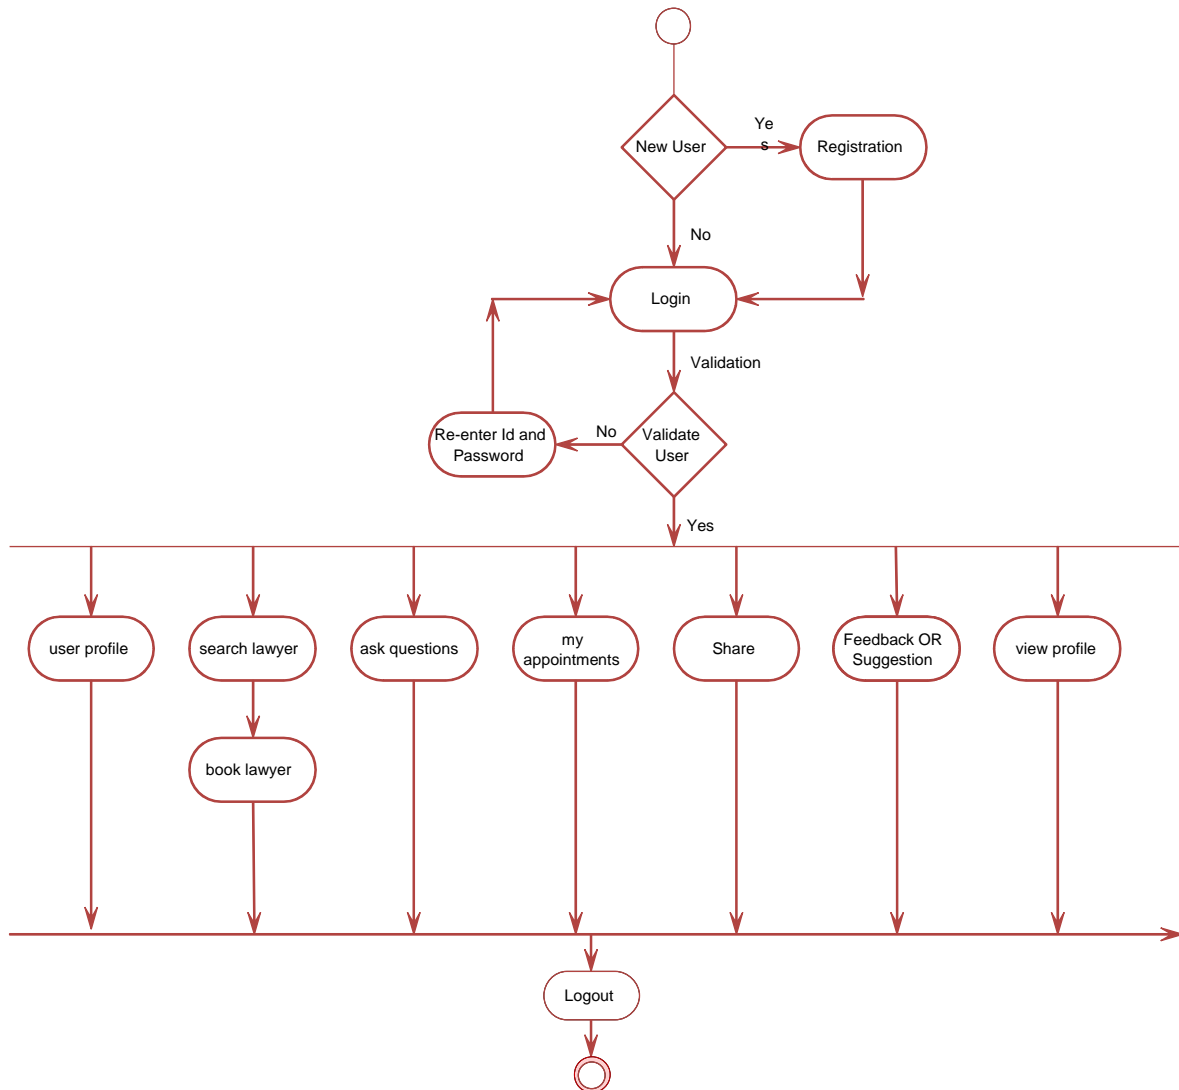 Ye
s
New User
Registration
No
Login
Validation
Re-enter Id and
Password
No
Validate
User
Yes
user profile
search lawyer
ask questions
my
appointments
Share
Feedback OR
Suggestion
view profile
book lawyer
Logout